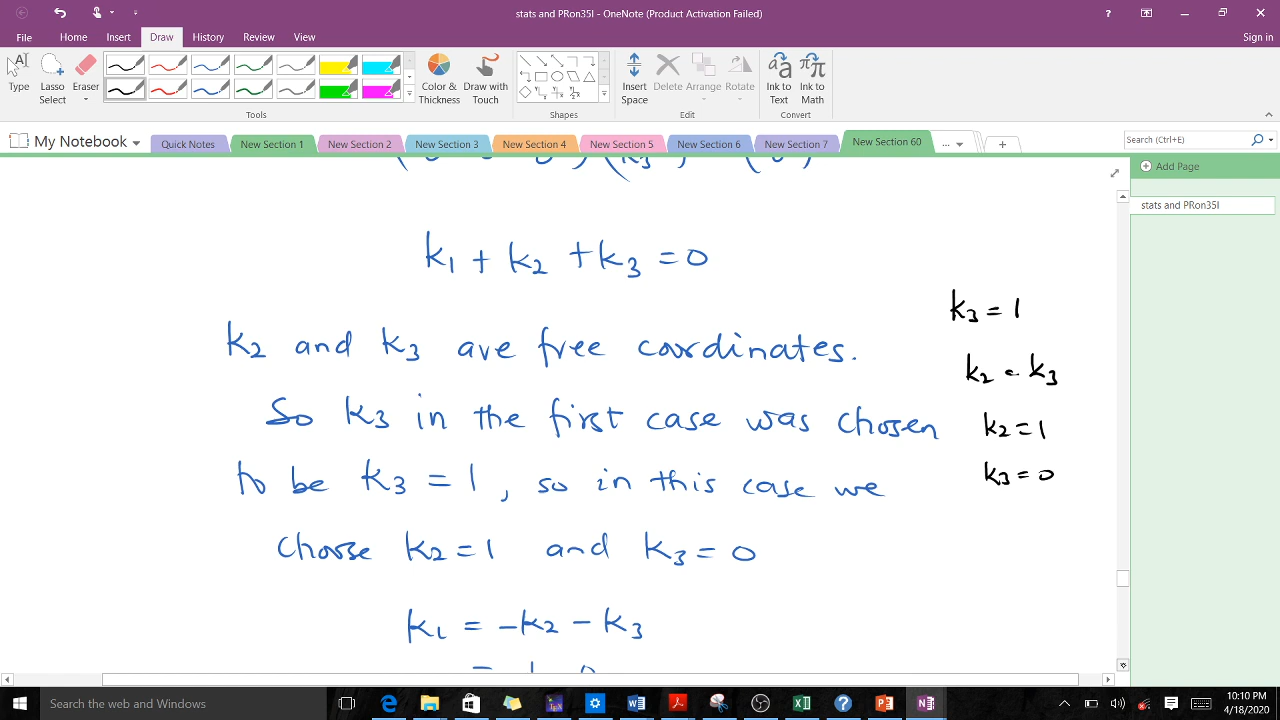 stats and PRon35l - OneNote (Product Activation Failed)
File Home Insert Draw History Review View
Type
Lasso Select
Eraser
Color & Thickness
Draw with Touch
Insert Space
Delete
Arrange
Rotate
Ink to Text
Ink to Math
Tools
Shapes
Edit
Convert
My Notebook
Quick Notes
New Section 1
New Section 2
New Section 3
New Section 4
New Section 5
New Section 6
New Section 7
New Section 60
...
Search (Ctrl+E)
Add Page
stats and PRon35l
k1 + k2 + k3 = 0
k2 and k3 are free coordinates.
So k3 in the first case was chosen
to be k3 = 1, so in this case we
choose k2 = 1 and k3 = 0
k1 = -k2 - k3
k3 = 1
k2 = k3
k2 = 1
k3 = 0
Search the web and Windows
10:10 PM
4/18/2020